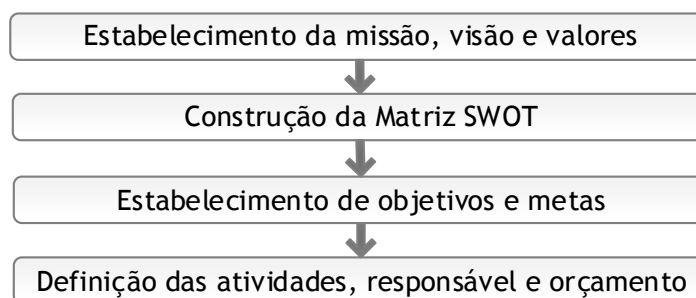 Estabelecimento da missão, visão e valores
Construção da Matriz SWOT
Estabelecimento de objetivos e metas
Definição das atividades, responsável e orçamento